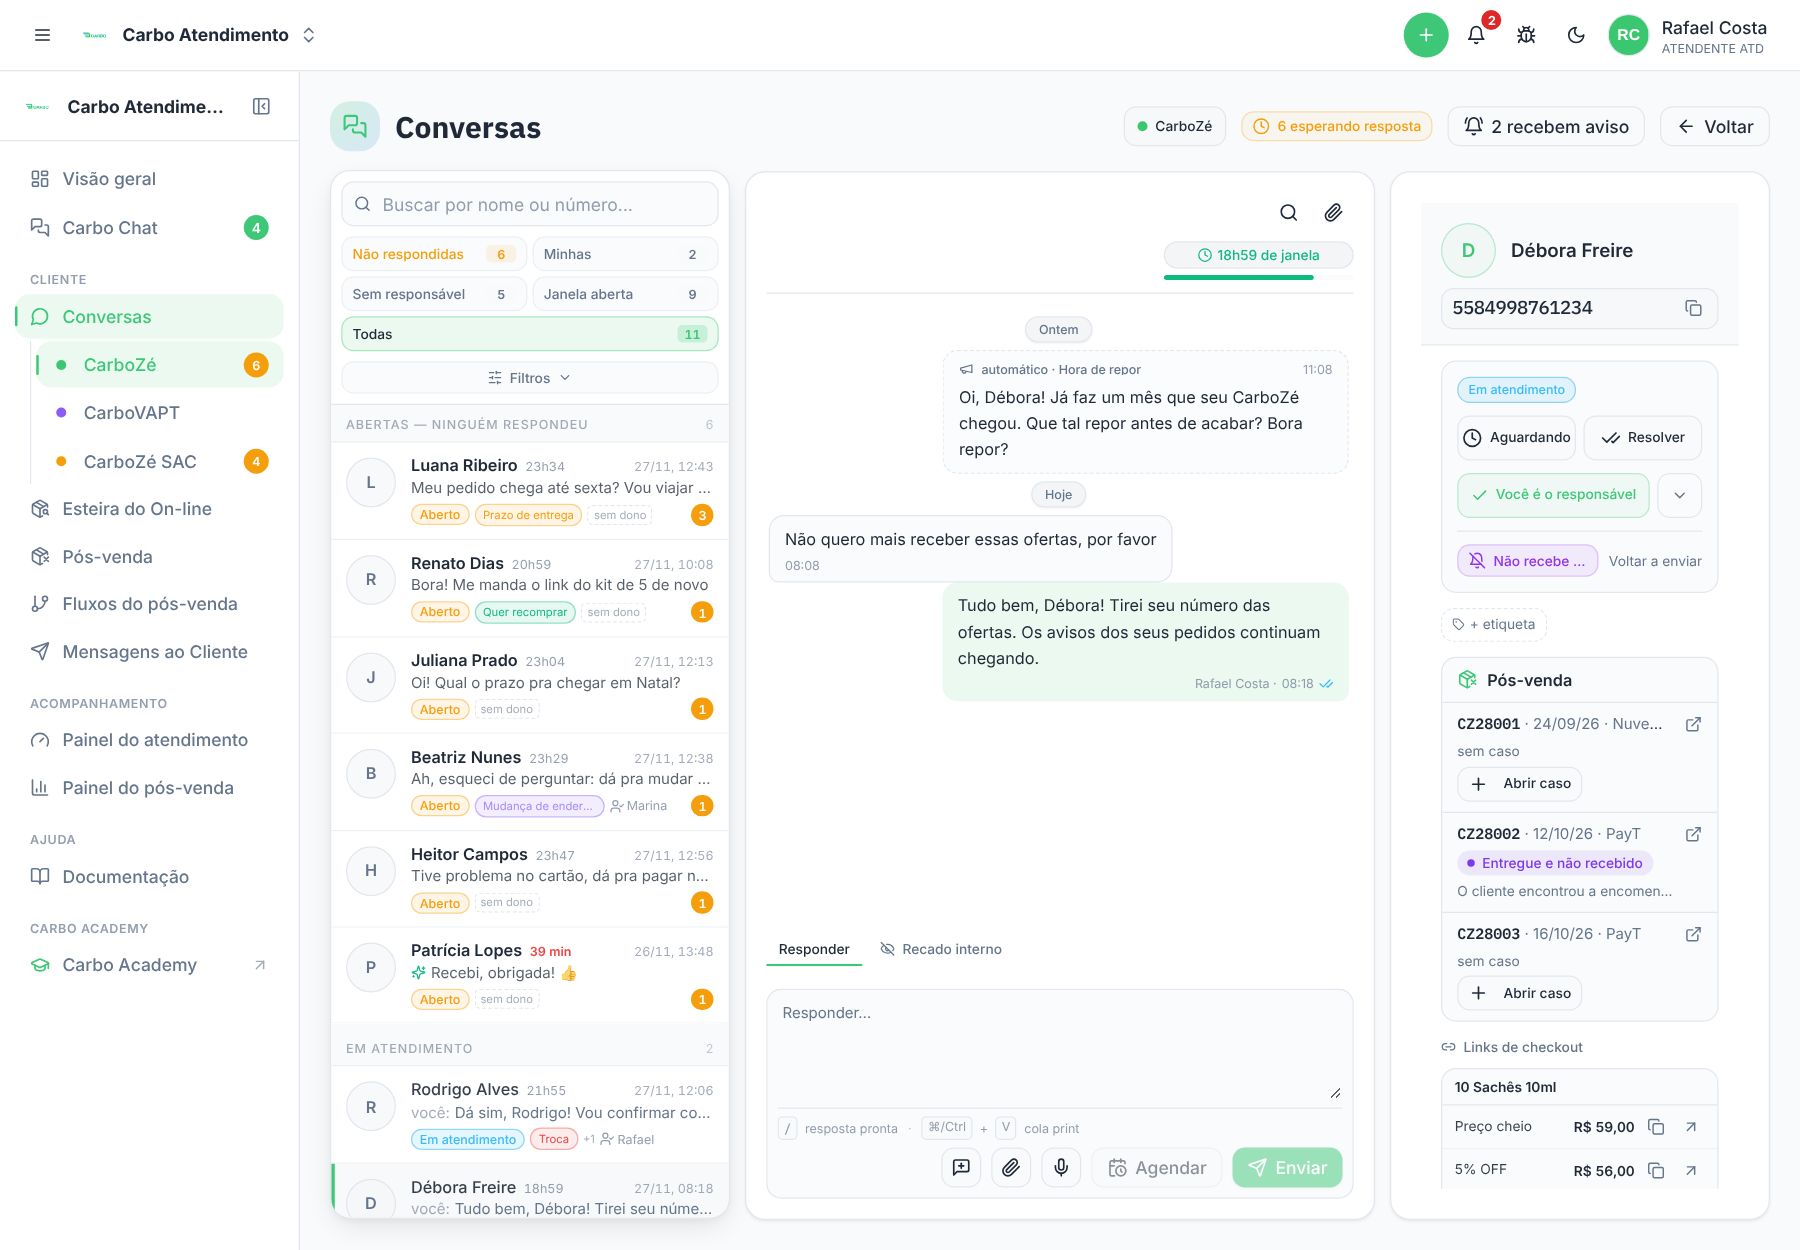 Carbo Atendimento
2
RC
Rafael Costa
ATENDENTE ATD
Carbo Atendime...
Visão geral
Carbo Chat
4
CLIENTE
Conversas
CarboZé
6
CarboVAPT
CarboZé SAC
4
Esteira do On-line
Pós-venda
Fluxos do pós-venda
Mensagens ao Cliente
ACOMPANHAMENTO
Painel do atendimento
Painel do pós-venda
AJUDA
Documentação
CARBO ACADEMY
Carbo Academy
Conversas
CarboZé
6 esperando resposta
2 recebem aviso
Voltar
Buscar por nome ou número...
Não respondidas 6
Minhas 2
Sem responsável 5
Janela aberta 9
Todas 11
Filtros
ABERTAS — NINGUÉM RESPONDEU 6
L
Luana Ribeiro 23h34 27/11, 12:43
Meu pedido chega até sexta? Vou viajar ...
Aberto Prazo de entrega sem dono 3
R
Renato Dias 20h59 27/11, 10:08
Bora! Me manda o link do kit de 5 de novo
Aberto Quer recomprar sem dono 1
J
Juliana Prado 23h04 27/11, 12:13
Oi! Qual o prazo pra chegar em Natal?
Aberto sem dono 1
B
Beatriz Nunes 23h29 27/11, 12:38
Ah, esqueci de perguntar: dá pra mudar ...
Aberto Mudança de ender... Marina 1
H
Heitor Campos 23h47 27/11, 12:56
Tive problema no cartão, dá pra pagar n...
Aberto sem dono 1
P
Patrícia Lopes 39 min 26/11, 13:48
Recebi, obrigada! 👍
Aberto sem dono 1
EM ATENDIMENTO 2
R
Rodrigo Alves 21h55 27/11, 12:06
você: Dá sim, Rodrigo! Vou confirmar co...
Em atendimento Troca +1 Rafael
D
Débora Freire 18h59 27/11, 08:18
você: Tudo bem, Débora! Tirei seu núme...
18h59 de janela
Ontem
automático · Hora de repor 11:08
Oi, Débora! Já faz um mês que seu CarboZé
chegou. Que tal repor antes de acabar? Bora
repor?
Hoje
Não quero mais receber essas ofertas, por favor
08:08
Tudo bem, Débora! Tirei seu número das
ofertas. Os avisos dos seus pedidos continuam
chegando.
Rafael Costa · 08:18
Responder
Recado interno
Responder...
/ resposta pronta · ⌘/Ctrl + V cola print
Agendar
Enviar
D
Débora Freire
5584998761234
Em atendimento
Aguardando
Resolver
Você é o responsável
Não recebe ...
Voltar a enviar
+ etiqueta
Pós-venda
CZ28001 · 24/09/26 · Nuve...
sem caso
Abrir caso
CZ28002 · 12/10/26 · PayT
Entregue e não recebido
O cliente encontrou a encomen...
CZ28003 · 16/10/26 · PayT
sem caso
Abrir caso
Links de checkout
10 Sachês 10ml
Preço cheio R$ 59,00
5% OFF R$ 56,00